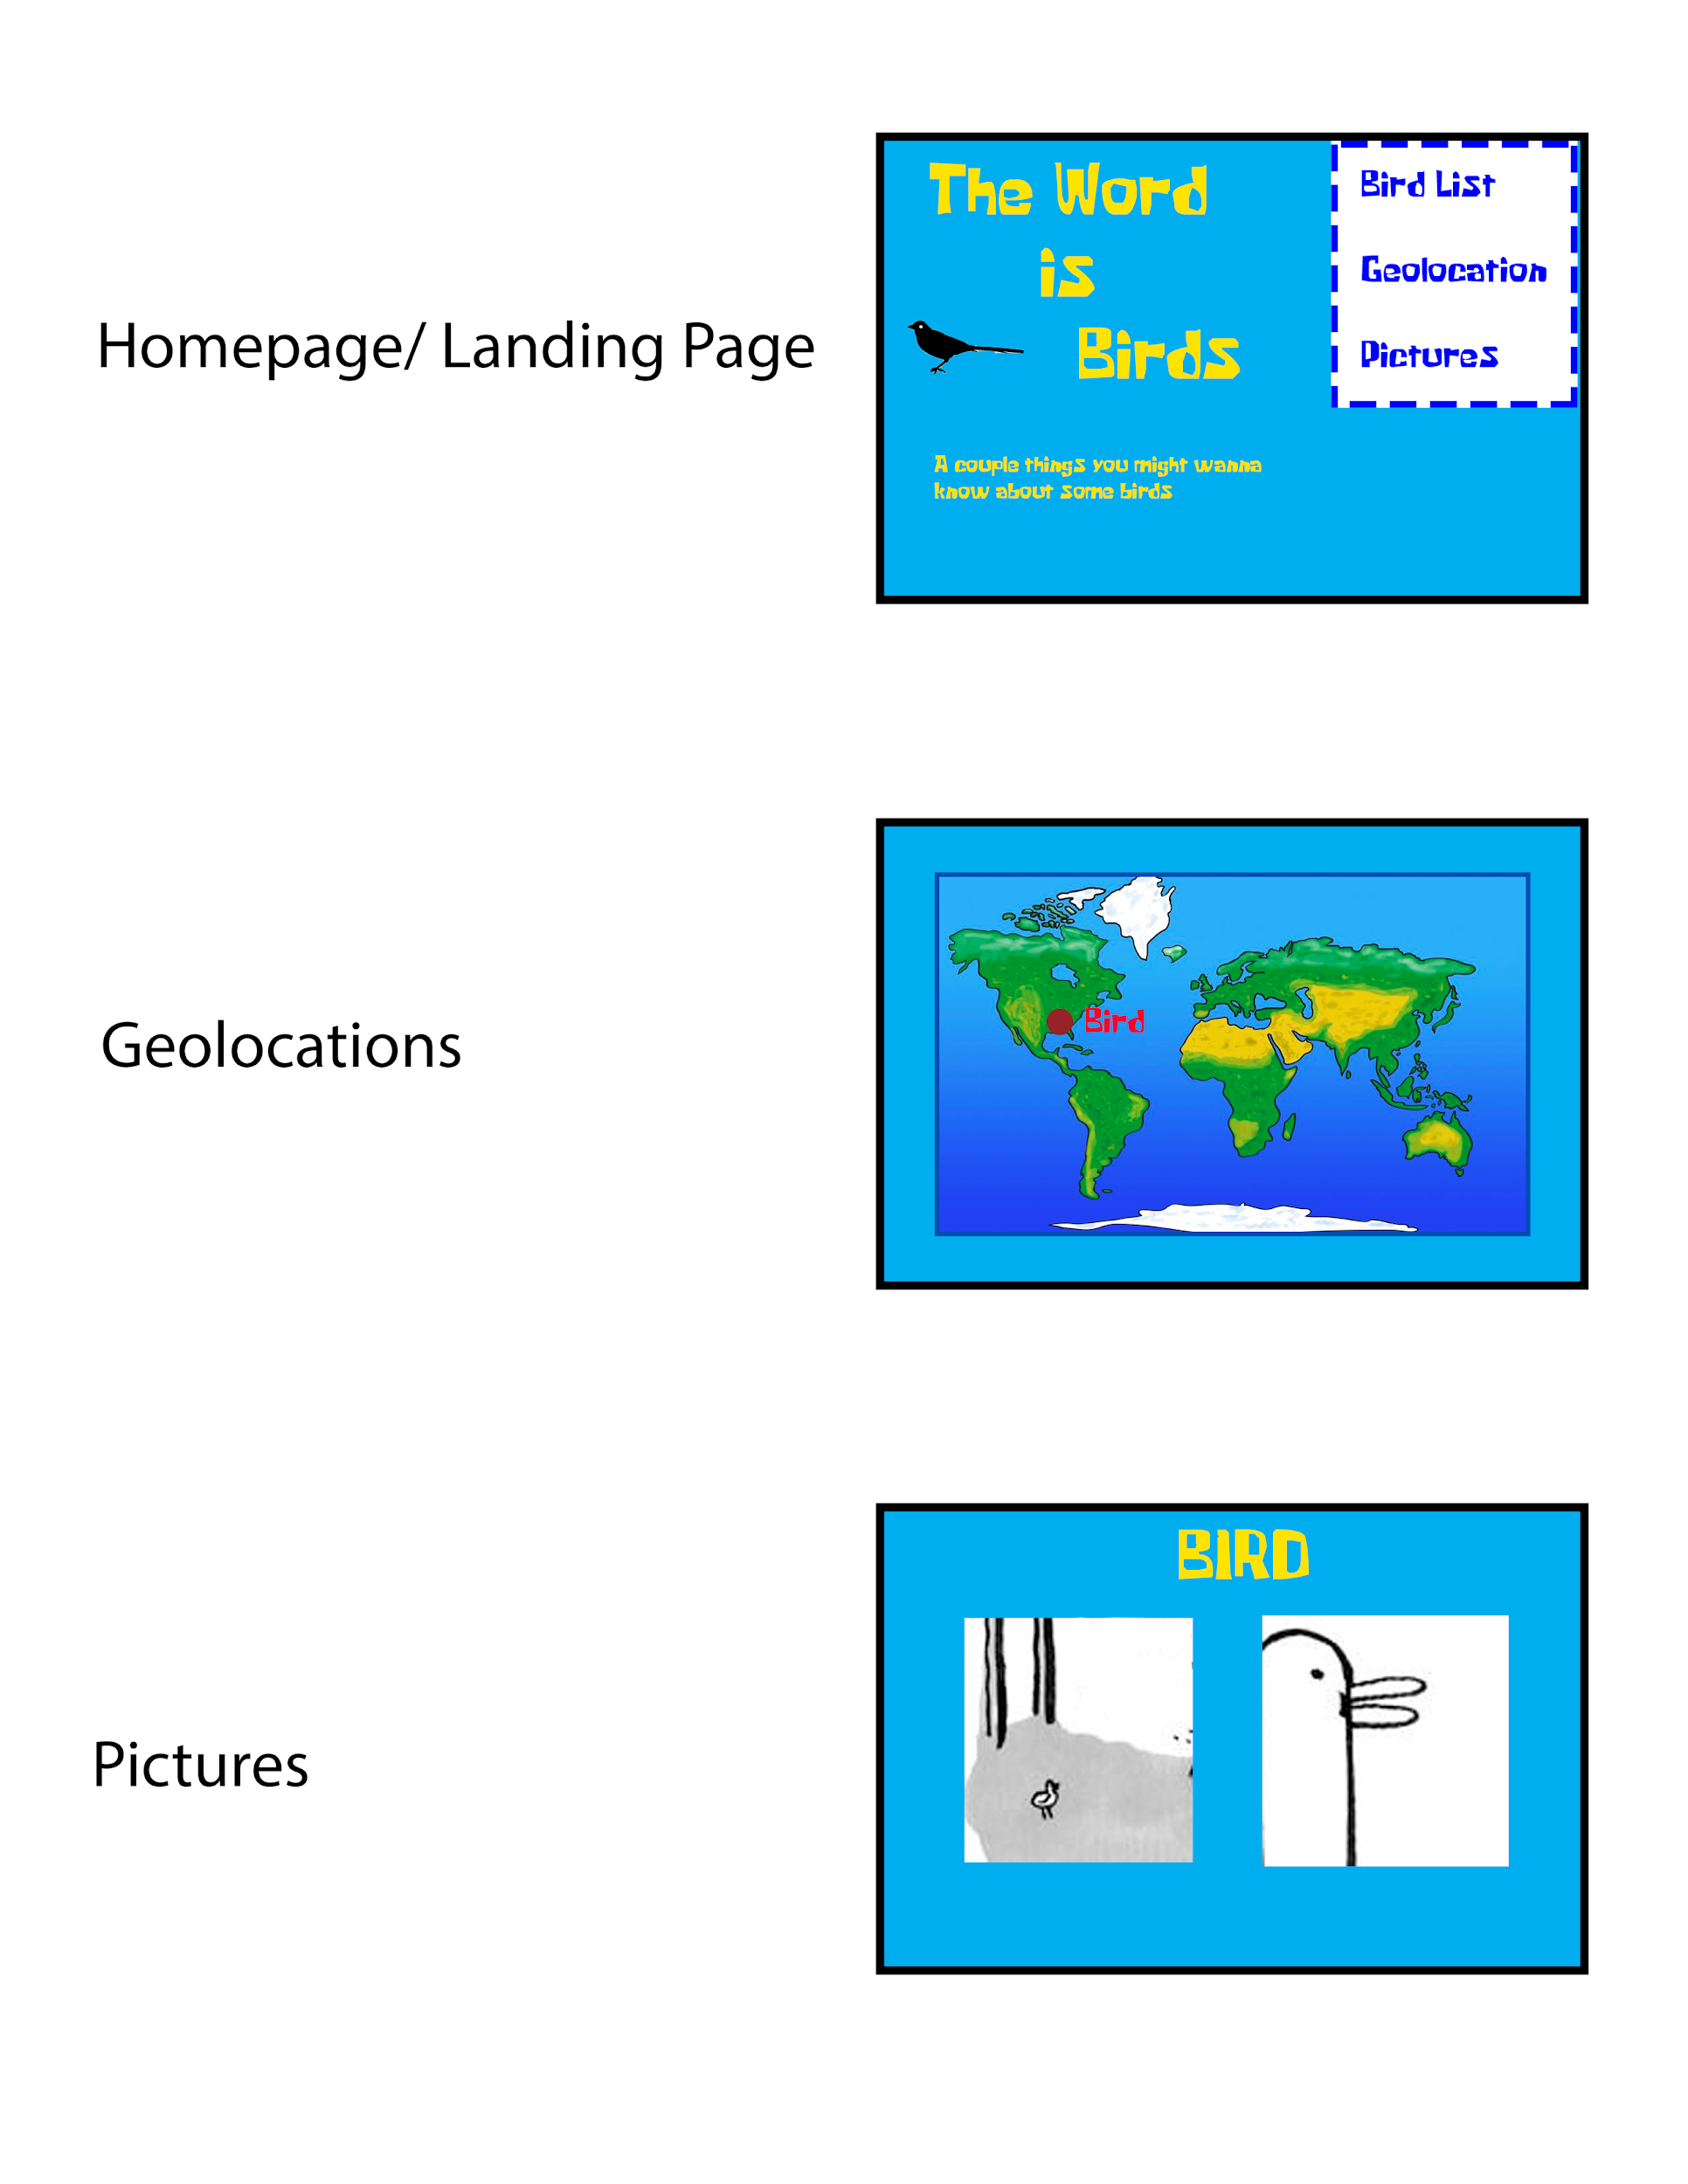 Homepage/ Landing Page
The Word
is
Birds
A couple things you might wanna
know about some birds
Bird List
Geolocation
Pictures
Geolocations
Bird
Pictures
BIRD